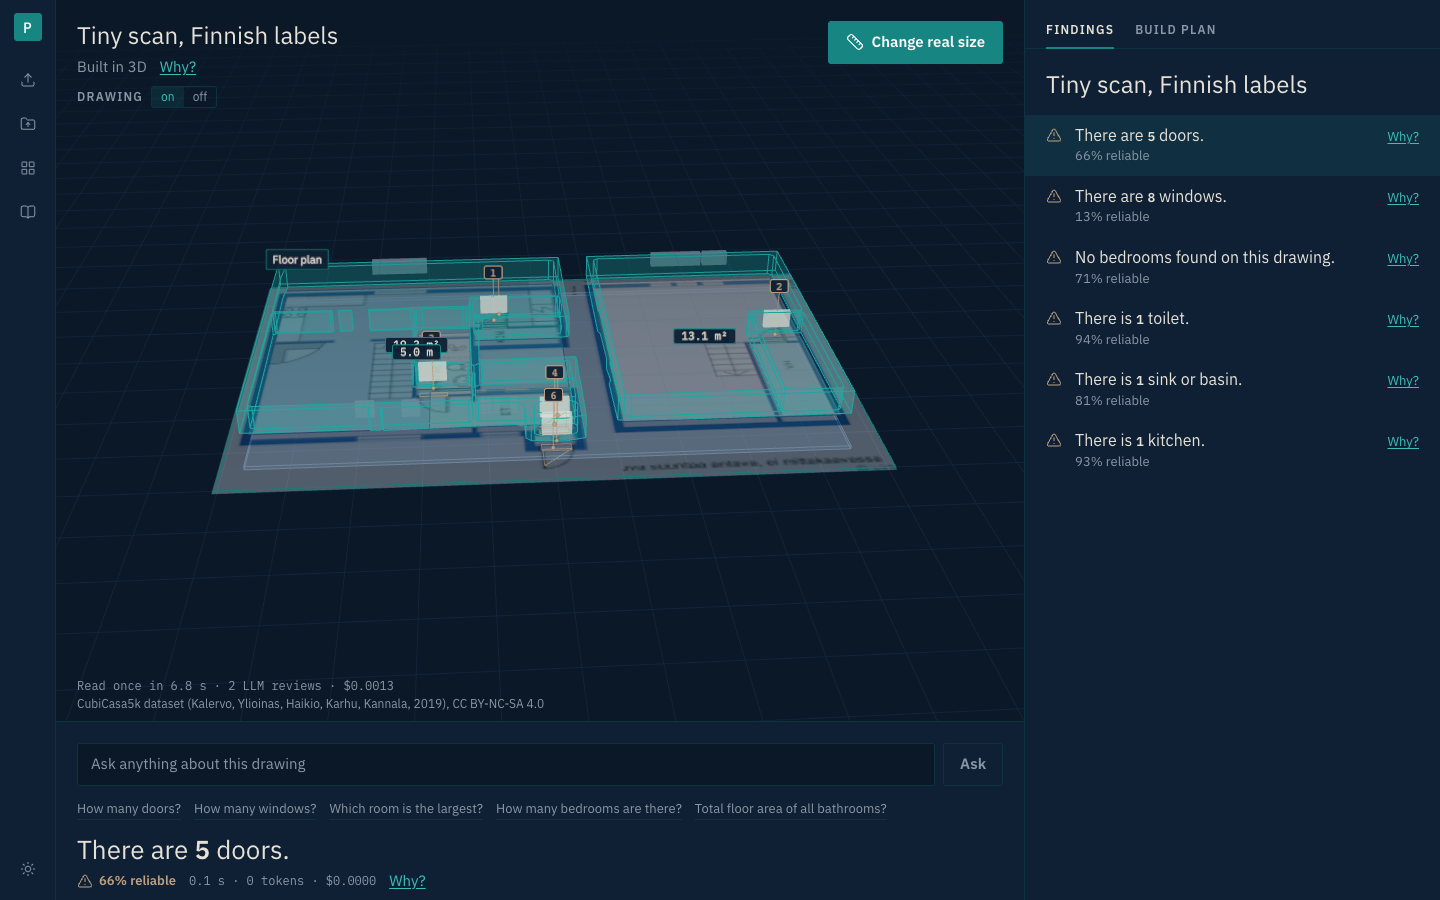 P
Tiny scan, Finnish labels
Built in 3D Why?
DRAWING on off
Change real size
Floor plan
1
2
13.1 m²
5.0 m
4
6
Read once in 6.8 s · 2 LLM reviews · $0.0013
CubiCasa5k dataset (Kalervo, Ylioinas, Haikio, Karhu, Kannala, 2019), CC BY-NC-SA 4.0
Ask anything about this drawing
Ask
How many doors? How many windows? Which room is the largest? How many bedrooms are there? Total floor area of all bathrooms?
There are 5 doors.
66% reliable 0.1 s · 0 tokens · $0.0000 Why?
FINDINGS BUILD PLAN
Tiny scan, Finnish labels
There are 5 doors. Why?
66% reliable
There are 8 windows. Why?
13% reliable
No bedrooms found on this drawing. Why?
71% reliable
There is 1 toilet. Why?
94% reliable
There is 1 sink or basin. Why?
81% reliable
There is 1 kitchen. Why?
93% reliable